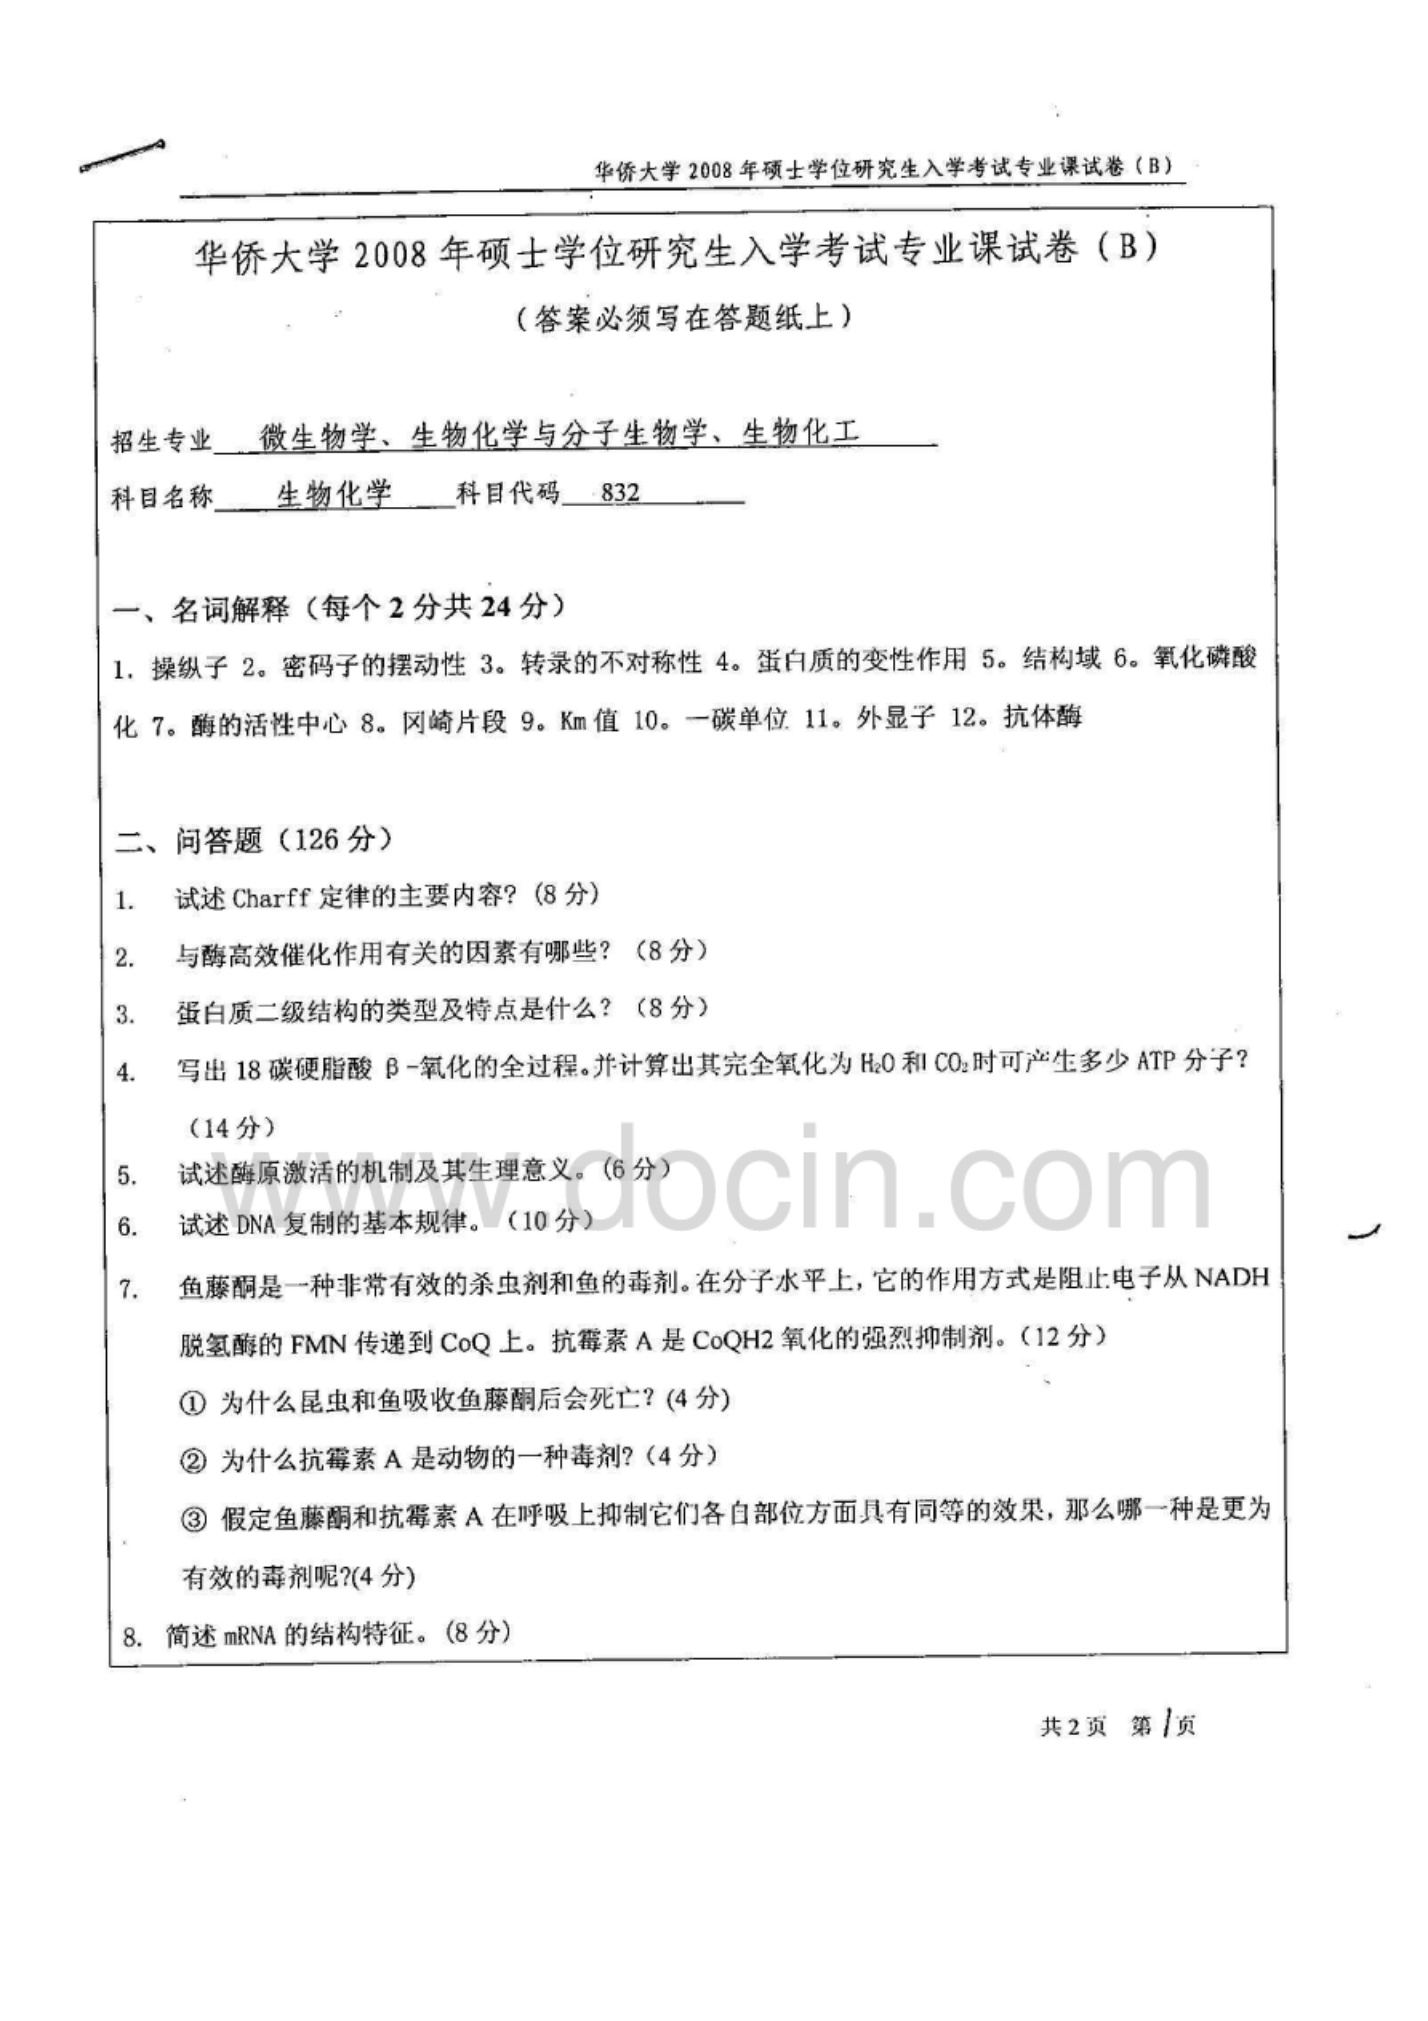 华侨大学 2008 年硕士学位研究生入学考试专业课试卷（B）
华侨大学 2008 年硕士学位研究生入学考试专业课试卷（B）
（答案必须写在答题纸上）
招生专业 微生物学、生物化学与分子生物学、生物化工
科目名称 生物化学 科目代码 832
一、名词解释（每个 2 分共 24 分）
1. 操纵子 2。密码子的摆动性 3。转录的不对称性 4。蛋白质的变性作用 5。结构域 6。氧化磷酸
化 7。酶的活性中心 8。冈崎片段 9。Km 值 10。一碳单位 11。外显子 12。抗体酶
二、问答题（126 分）
1. 试述 Charff 定律的主要内容？(8 分)
2. 与酶高效催化作用有关的因素有哪些？（8 分）
3. 蛋白质二级结构的类型及特点是什么？（8 分）
4. 写出 18 碳硬脂酸 β-氧化的全过程。并计算出其完全氧化为 H₂O 和 CO₂时可产生多少 ATP 分子？
（14 分）
5. 试述酶原激活的机制及其生理意义。（6 分）
6. 试述 DNA 复制的基本规律。（10 分）
www.docin.com
7. 鱼藤酮是一种非常有效的杀虫剂和鱼的毒剂。在分子水平上，它的作用方式是阻止电子从 NADH
脱氢酶的 FMN 传递到 CoQ 上。抗霉素 A 是 CoQH2 氧化的强烈抑制剂。（12 分）
① 为什么昆虫和鱼吸收鱼藤酮后会死亡？(4 分)
② 为什么抗霉素 A 是动物的一种毒剂?（4 分）
③ 假定鱼藤酮和抗霉素 A 在呼吸上抑制它们各自部位方面具有同等的效果，那么哪一种是更为
有效的毒剂呢?(4 分)
8. 简述 mRNA 的结构特征。（8 分）
共 2 页 第 1 页